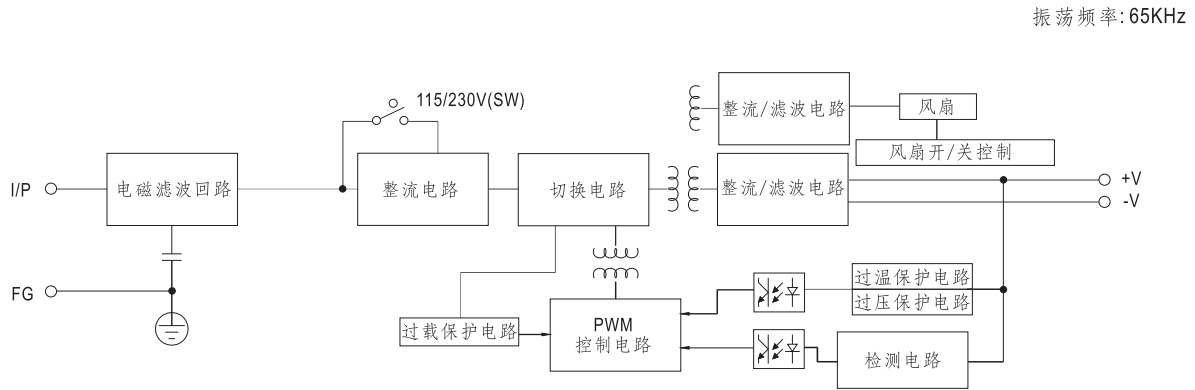 振荡频率: 65KHz
115/230V(SW)
整流/滤波电路
风扇
风扇开/关控制
I/P
电磁滤波回路
整流电路
切换电路
整流/滤波电路
+V
-V
FG
过温保护电路
过压保护电路
过载保护电路
PWM
控制电路
检测电路